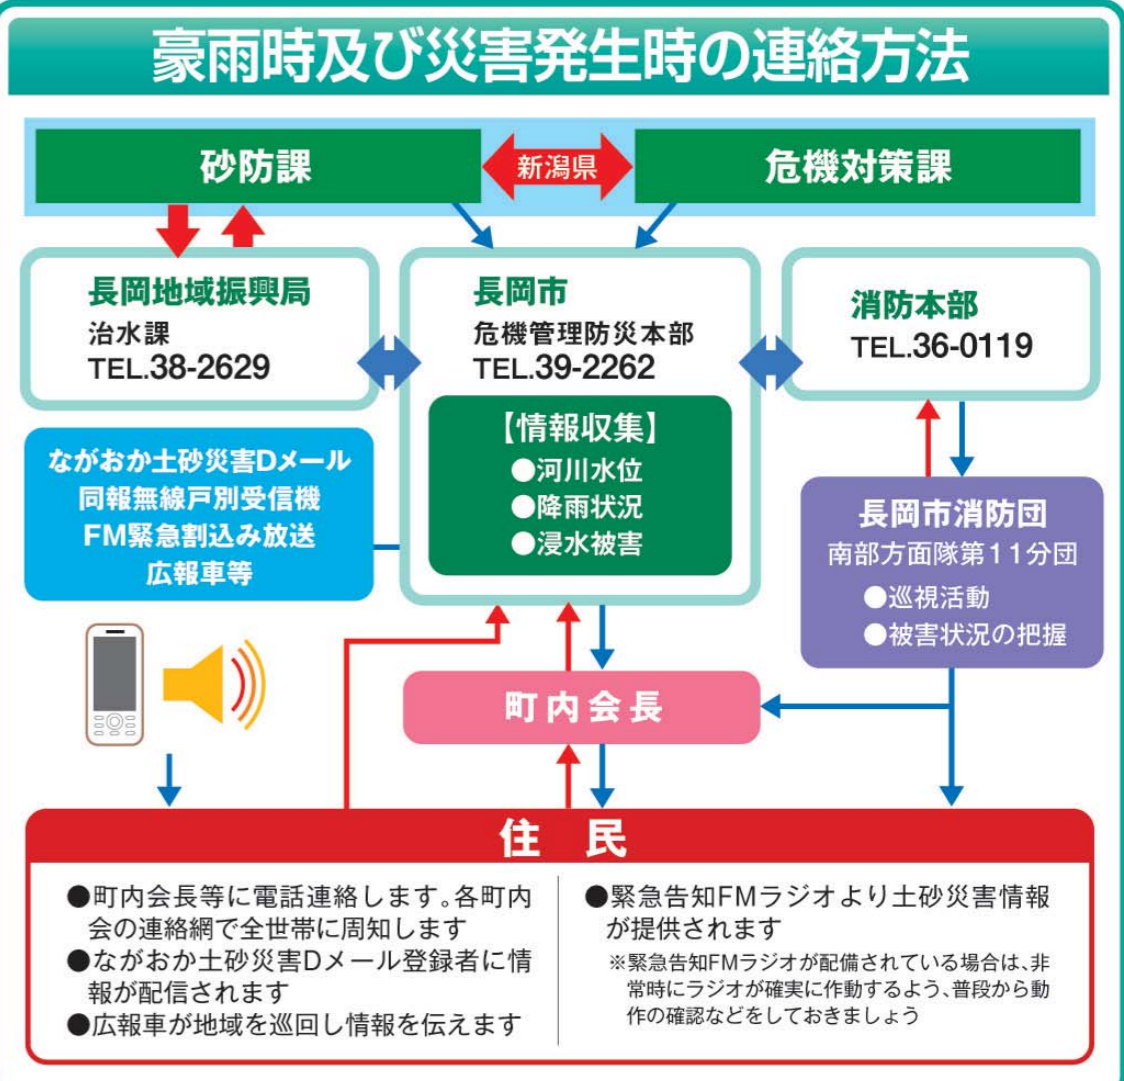 豪雨時及び災害発生時の連絡方法
砂防課
新潟県
危機対策課
長岡地域振興局
治水課
TEL.38-2629
長岡市
危機管理防災本部
TEL.39-2262
【情報収集】
●河川水位
●降雨状況
●浸水被害
消防本部
TEL.36-0119
ながおか土砂災害Dメール
同報無線戸別受信機
FM緊急割込み放送
広報車等
長岡市消防団
南部方面隊第11分団
●巡視活動
●被害状況の把握
町内会長
住 民
●町内会長等に電話連絡します。各町内
会の連絡網で全世帯に周知します
●ながおか土砂災害Dメール登録者に情
報が配信されます
●広報車が地域を巡回し情報を伝えます
●緊急告知FMラジオより土砂災害情報
が提供されます
※緊急告知FMラジオが配備されている場合は、非
常時にラジオが確実に作動するよう、普段から動
作の確認などをしておきましょう